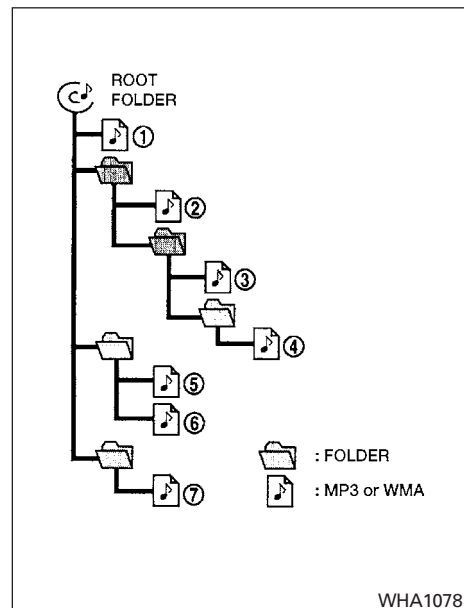 ROOT
FOLDER
①
②
③
④
⑤
⑥
⑦
: FOLDER
: MP3 or WMA
WHA1078